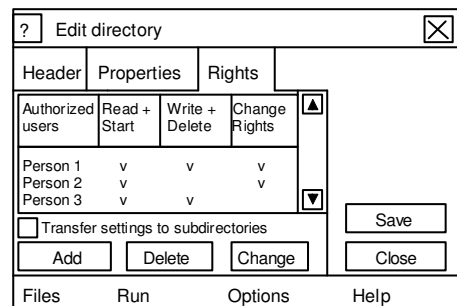 ? Edit directory
Header Properties Rights
Authorized users Read + Start Write + Delete Change Rights
Person 1 v v v
Person 2 v v
Person 3 v v
Transfer settings to subdirectories
Save
Add Delete Change Close
Files Run Options Help